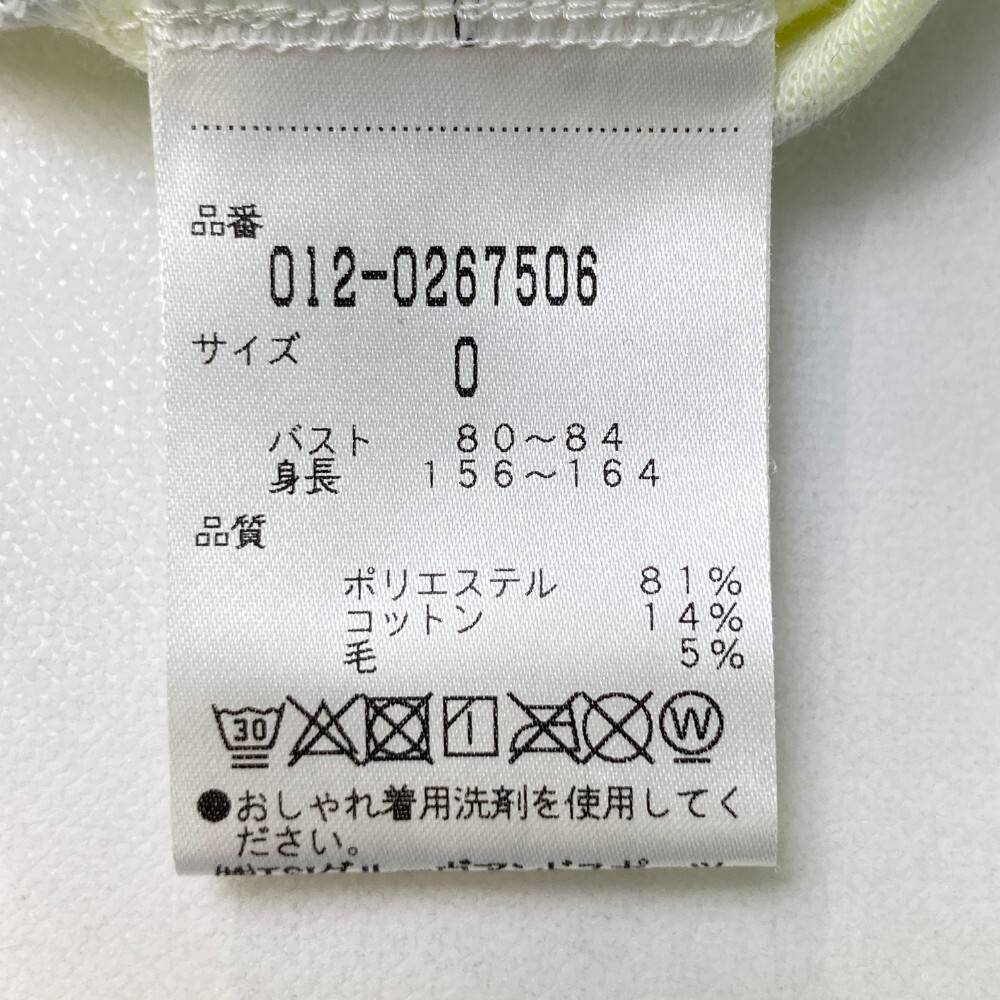 品番
012-0267506
サイズ 0
バスト 80~84
身長 156~164
品質
ポリエステル 81%
コットン 14%
毛 5%
30 1 W
●おしゃれ着用洗剤を使用してく
ださい。